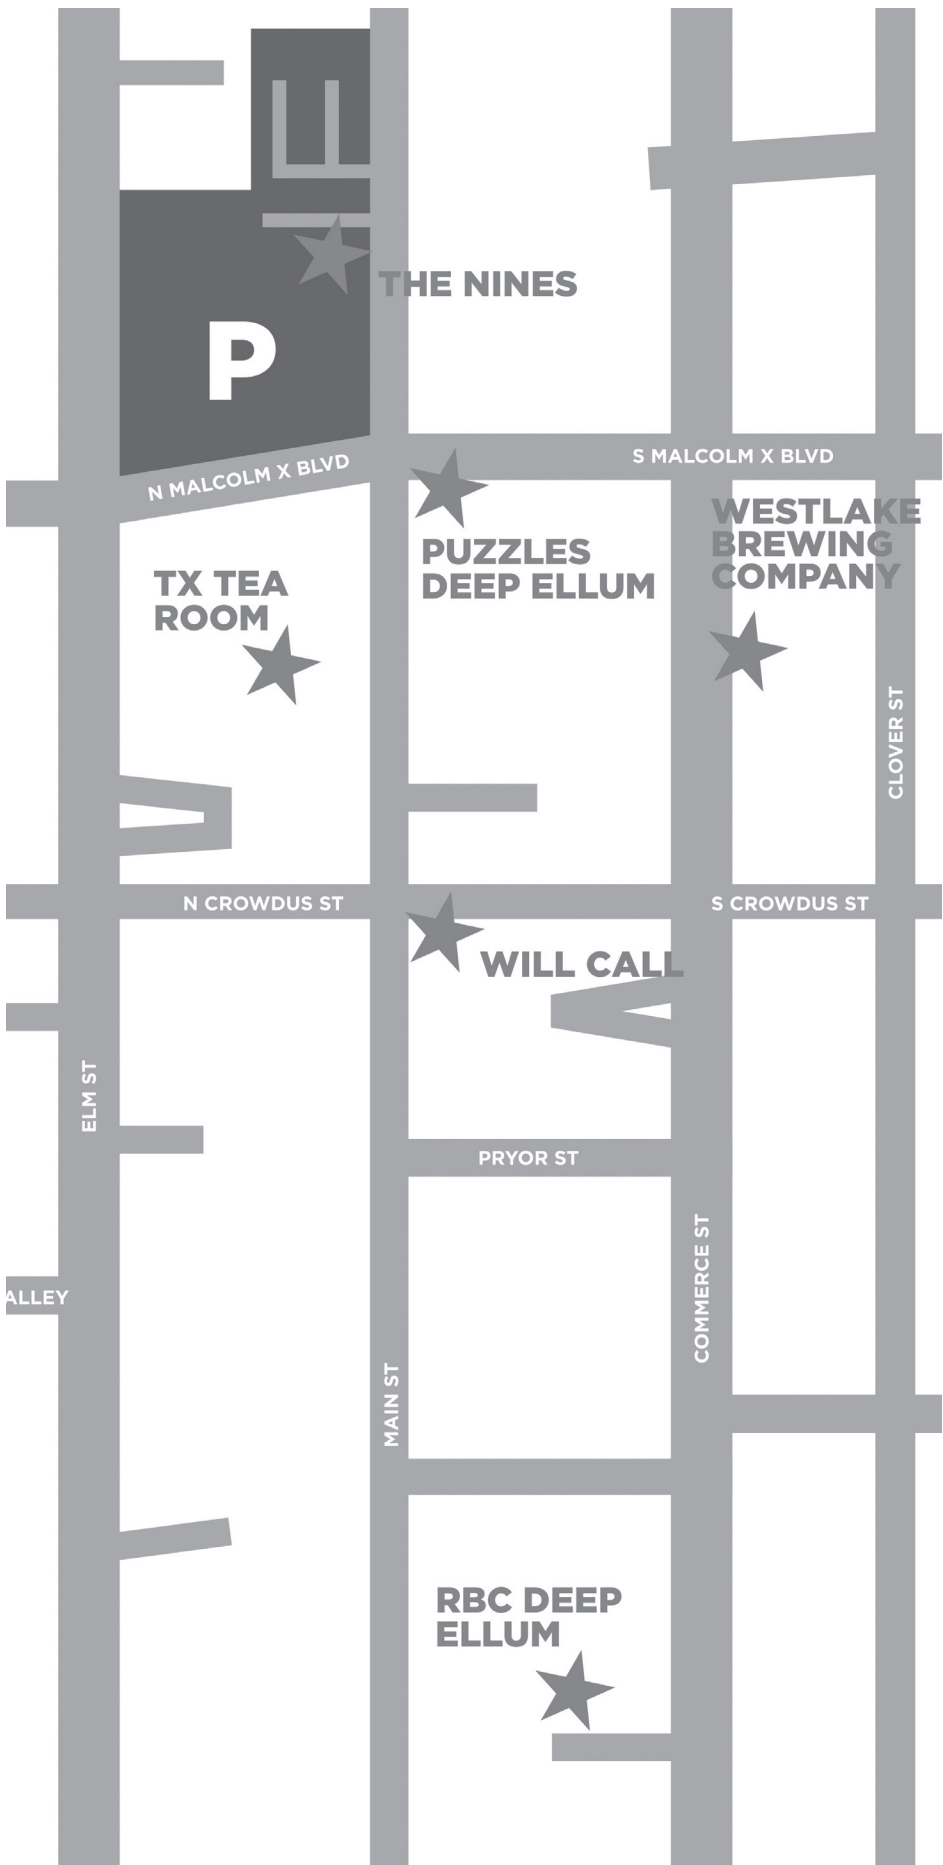 THE NINES
P
N MALCOLM X BLVD
S MALCOLM X BLVD
WESTLAKE
BREWING
COMPANY
PUZZLES
DEEP ELLUM
TX TEA
ROOM
CLOVER ST
N CROWDUS ST
S CROWDUS ST
WILL CALL
ELM ST
PRYOR ST
COMMERCE ST
ALLEY
MAIN ST
RBC DEEP
ELLUM